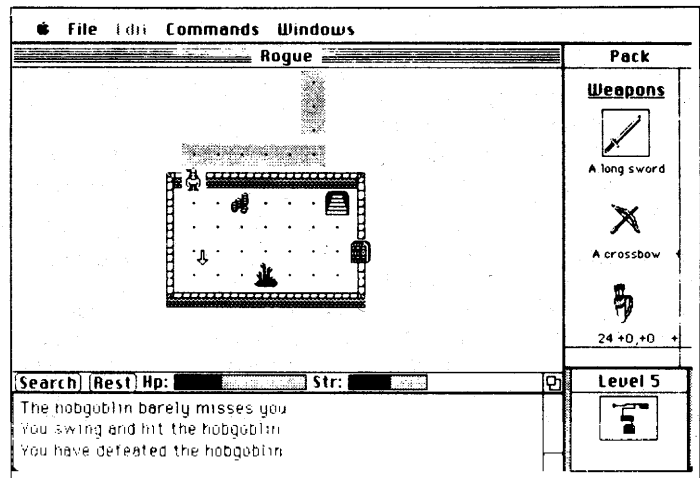 File Edit Commands Windows
Rogue
Pack
Weapons
A long sword
A crossbow
24 +0,+0 +
Search Rest Hp: Str:
Level 5
The hobgoblin barely misses you
You swing and hit the hobgoblin
You have defeated the hobgoblin